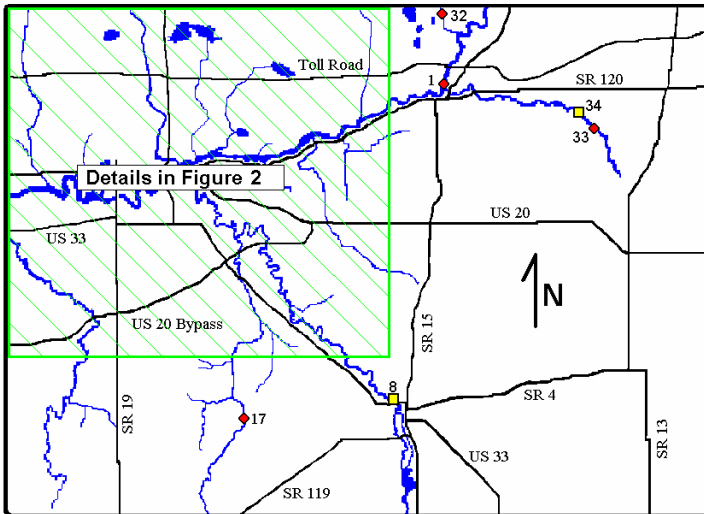 32
Toll Road
1
SR 120
34
33
Details in Figure 2
US 20
US 33
N
US 20 Bypass
SR 15
8
SR 4
SR 19
17
SR 13
US 33
SR 119